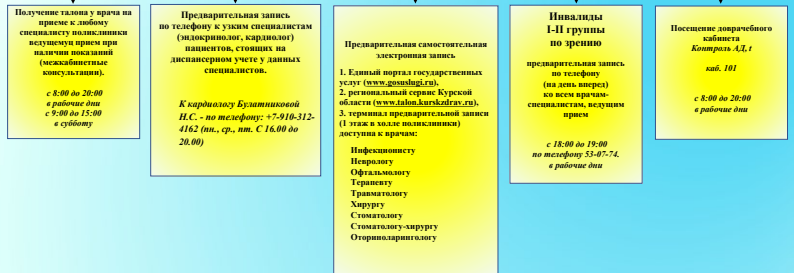 Получение талона у врача на
приеме к любому
специалисту поликлиники
ведущемуц прием при
наличии показаний
(межкабинетные
консультации).
с 8:00 до 20:00
в рабочие дни
с 9:00 до 15:00
в субботу
Предварительная запись
по телефону к узким специалистам
(эндокринолог, кардиолог)
пациентов, стоящих на
диспансерном учете у данных
специалистов.
К кардиологу Булатниковой
Н.С. - по телефону: +7-910-312-
4162 (пн., ср., пт. С 16.00 до
20.00)
Предварительная самостоятельная
электронная запись
1. Единый портал государственных
услуг (www.gosuslugi.ru),
2. региональный сервис Курской
области (www.talon.kurskzdrav.ru),
3. терминал предварительной записи
(1 этаж в холле поликлиники)
доступна к врачам:
Инфекционисту
Неврологу
Офтальмологу
Терапевту
Травматологу
Хирургу
Стоматологу
Стоматологу-хирургу
Оториноларингологу
Инвалиды
I-II группы
по зрению
предварительная запись
по телефону
(на день вперед)
ко всем врачам-
специалистам, ведущим
прием
с 18:00 до 19:00
по телефону 53-07-74.
в рабочие дни
Посещение доврачебного
кабинета
Контроль АД, t
каб. 101
с 8:00 до 20:00
в рабочие дни